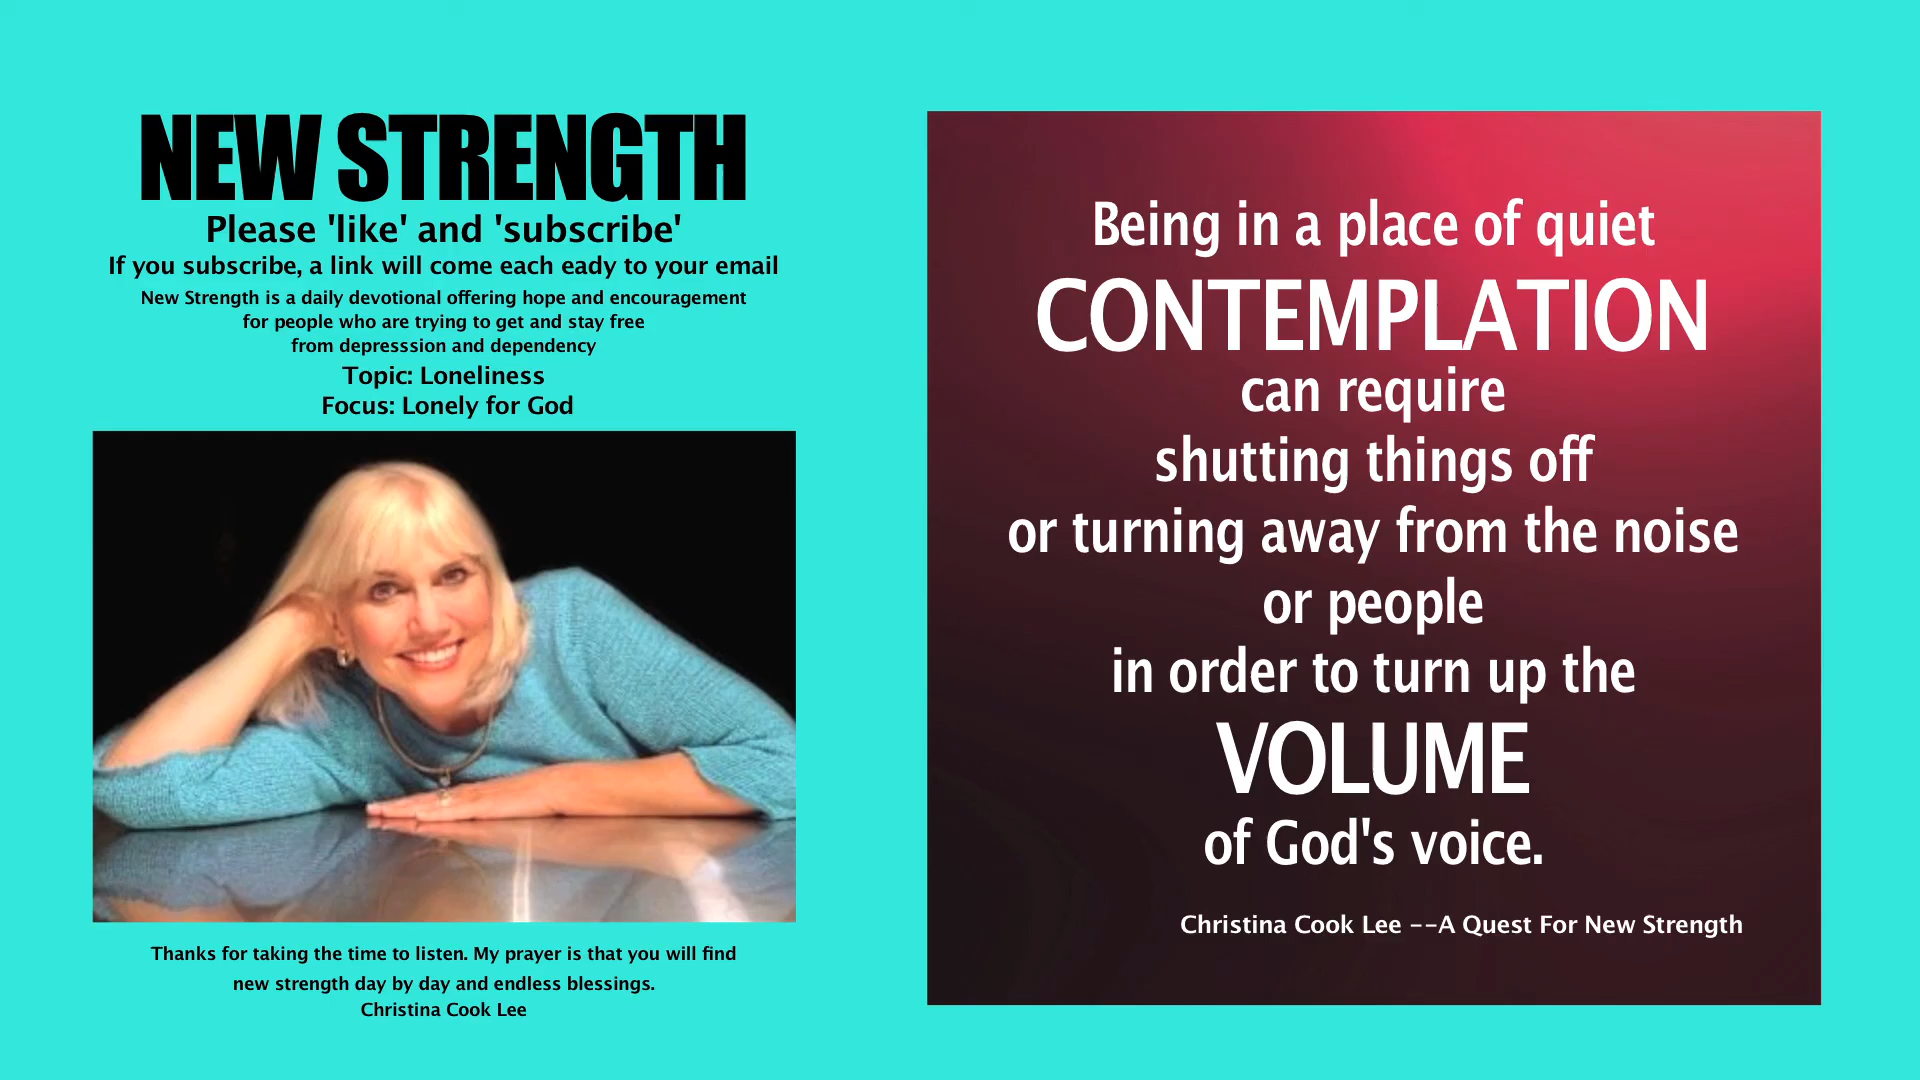 NEW STRENGTH
Please 'like' and 'subscribe'
If you subscribe, a link will come each eady to your email
New Strength is a daily devotional offering hope and encouragement
for people who are trying to get and stay free
from depresssion and dependency
Topic: Loneliness
Focus: Lonely for God
Thanks for taking the time to listen. My prayer is that you will find
new strength day by day and endless blessings.
Christina Cook Lee
Being in a place of quiet
CONTEMPLATION
can require
shutting things off
or turning away from the noise
or people
in order to turn up the
VOLUME
of God's voice.
Christina Cook Lee --A Quest For New Strength